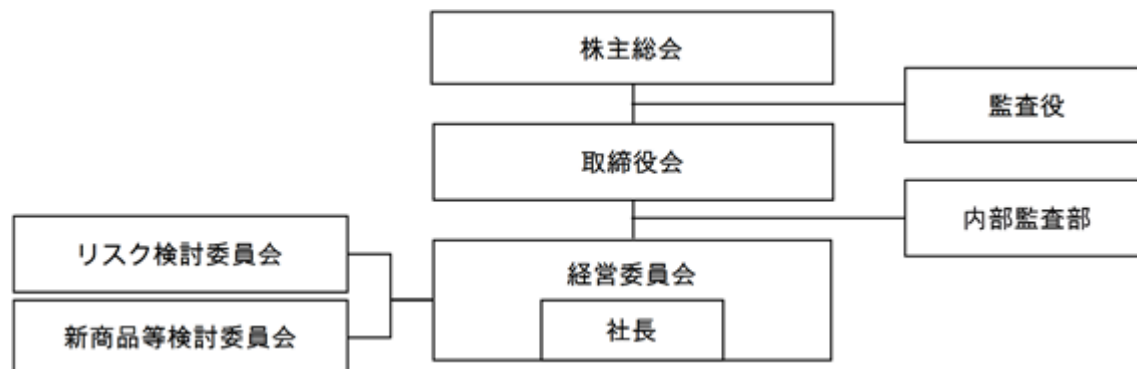 株主総会
監査役
取締役会
内部監査部
リスク検討委員会
経営委員会
新商品等検討委員会
社長